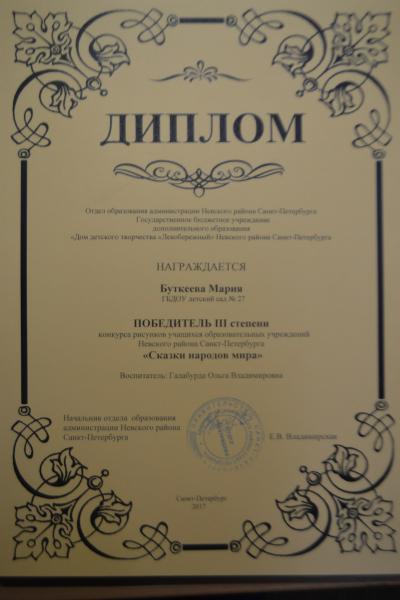 ДИПЛОМ
Отдел образования администрации Невского района Санкт-Петербурга
Государственное бюджетное учреждение
дополнительного образования
«Дом детского творчества «Левобережный» Невского района Санкт-Петербурга
НАГРАЖДАЕТСЯ
Буткеева Мария
ГБДОУ детский сад № 27
ПОБЕДИТЕЛЬ III степени
конкурса рисунков учащихся образовательных учреждений
Невского района Санкт-Петербурга
«Сказки народов мира»
Воспитатель: Галабурда Ольга Владимировна
Начальник отдела образования
администрации Невского района
Санкт-Петербурга
Е.В. Владимирская
Санкт-Петербург
2017